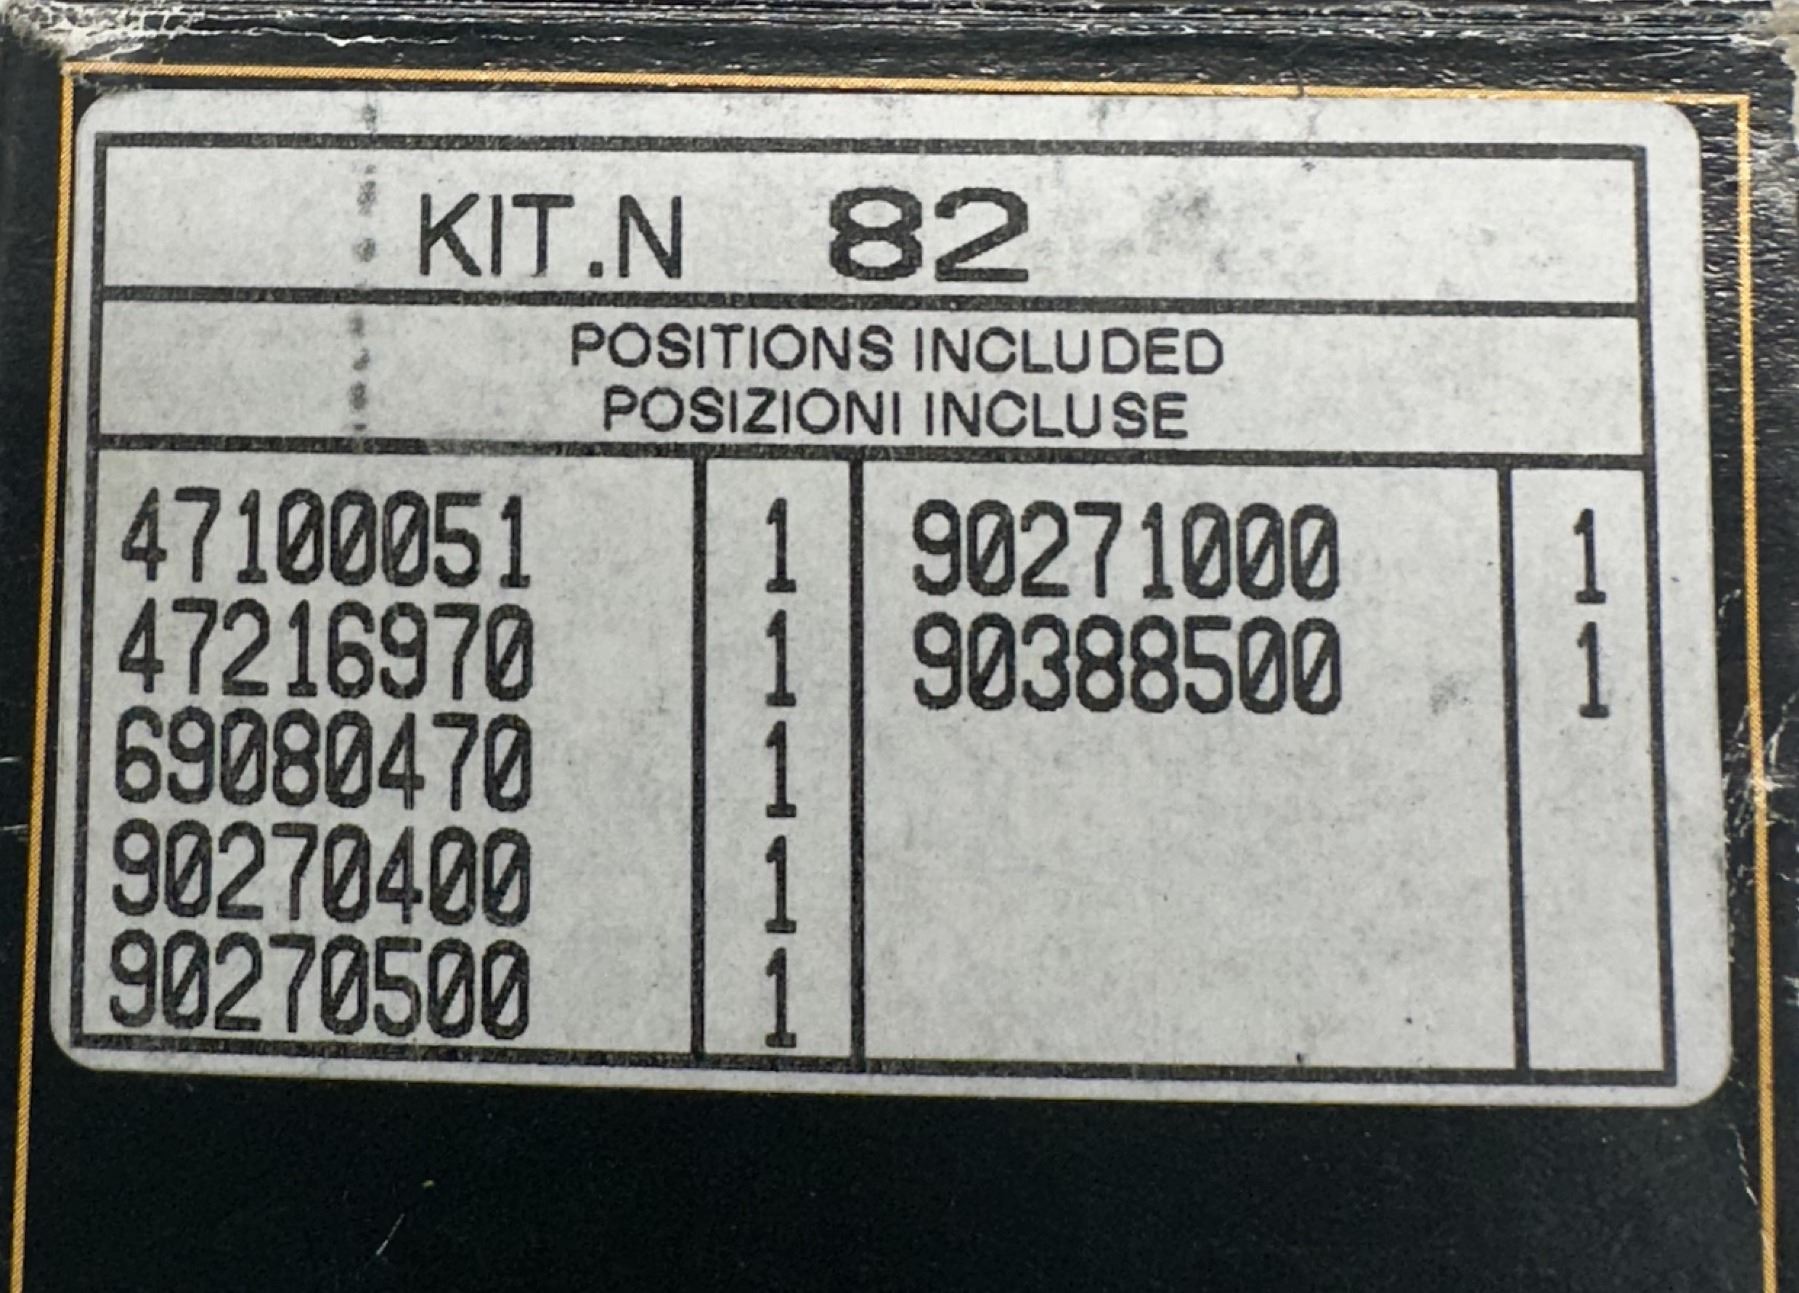 KIT.N 82
POSITIONS INCLUDED
POSIZIONI INCLUSE
47100051 1 90271000 1
47216970 1 90388500 1
69080470 1
90270400 1
90270500 1